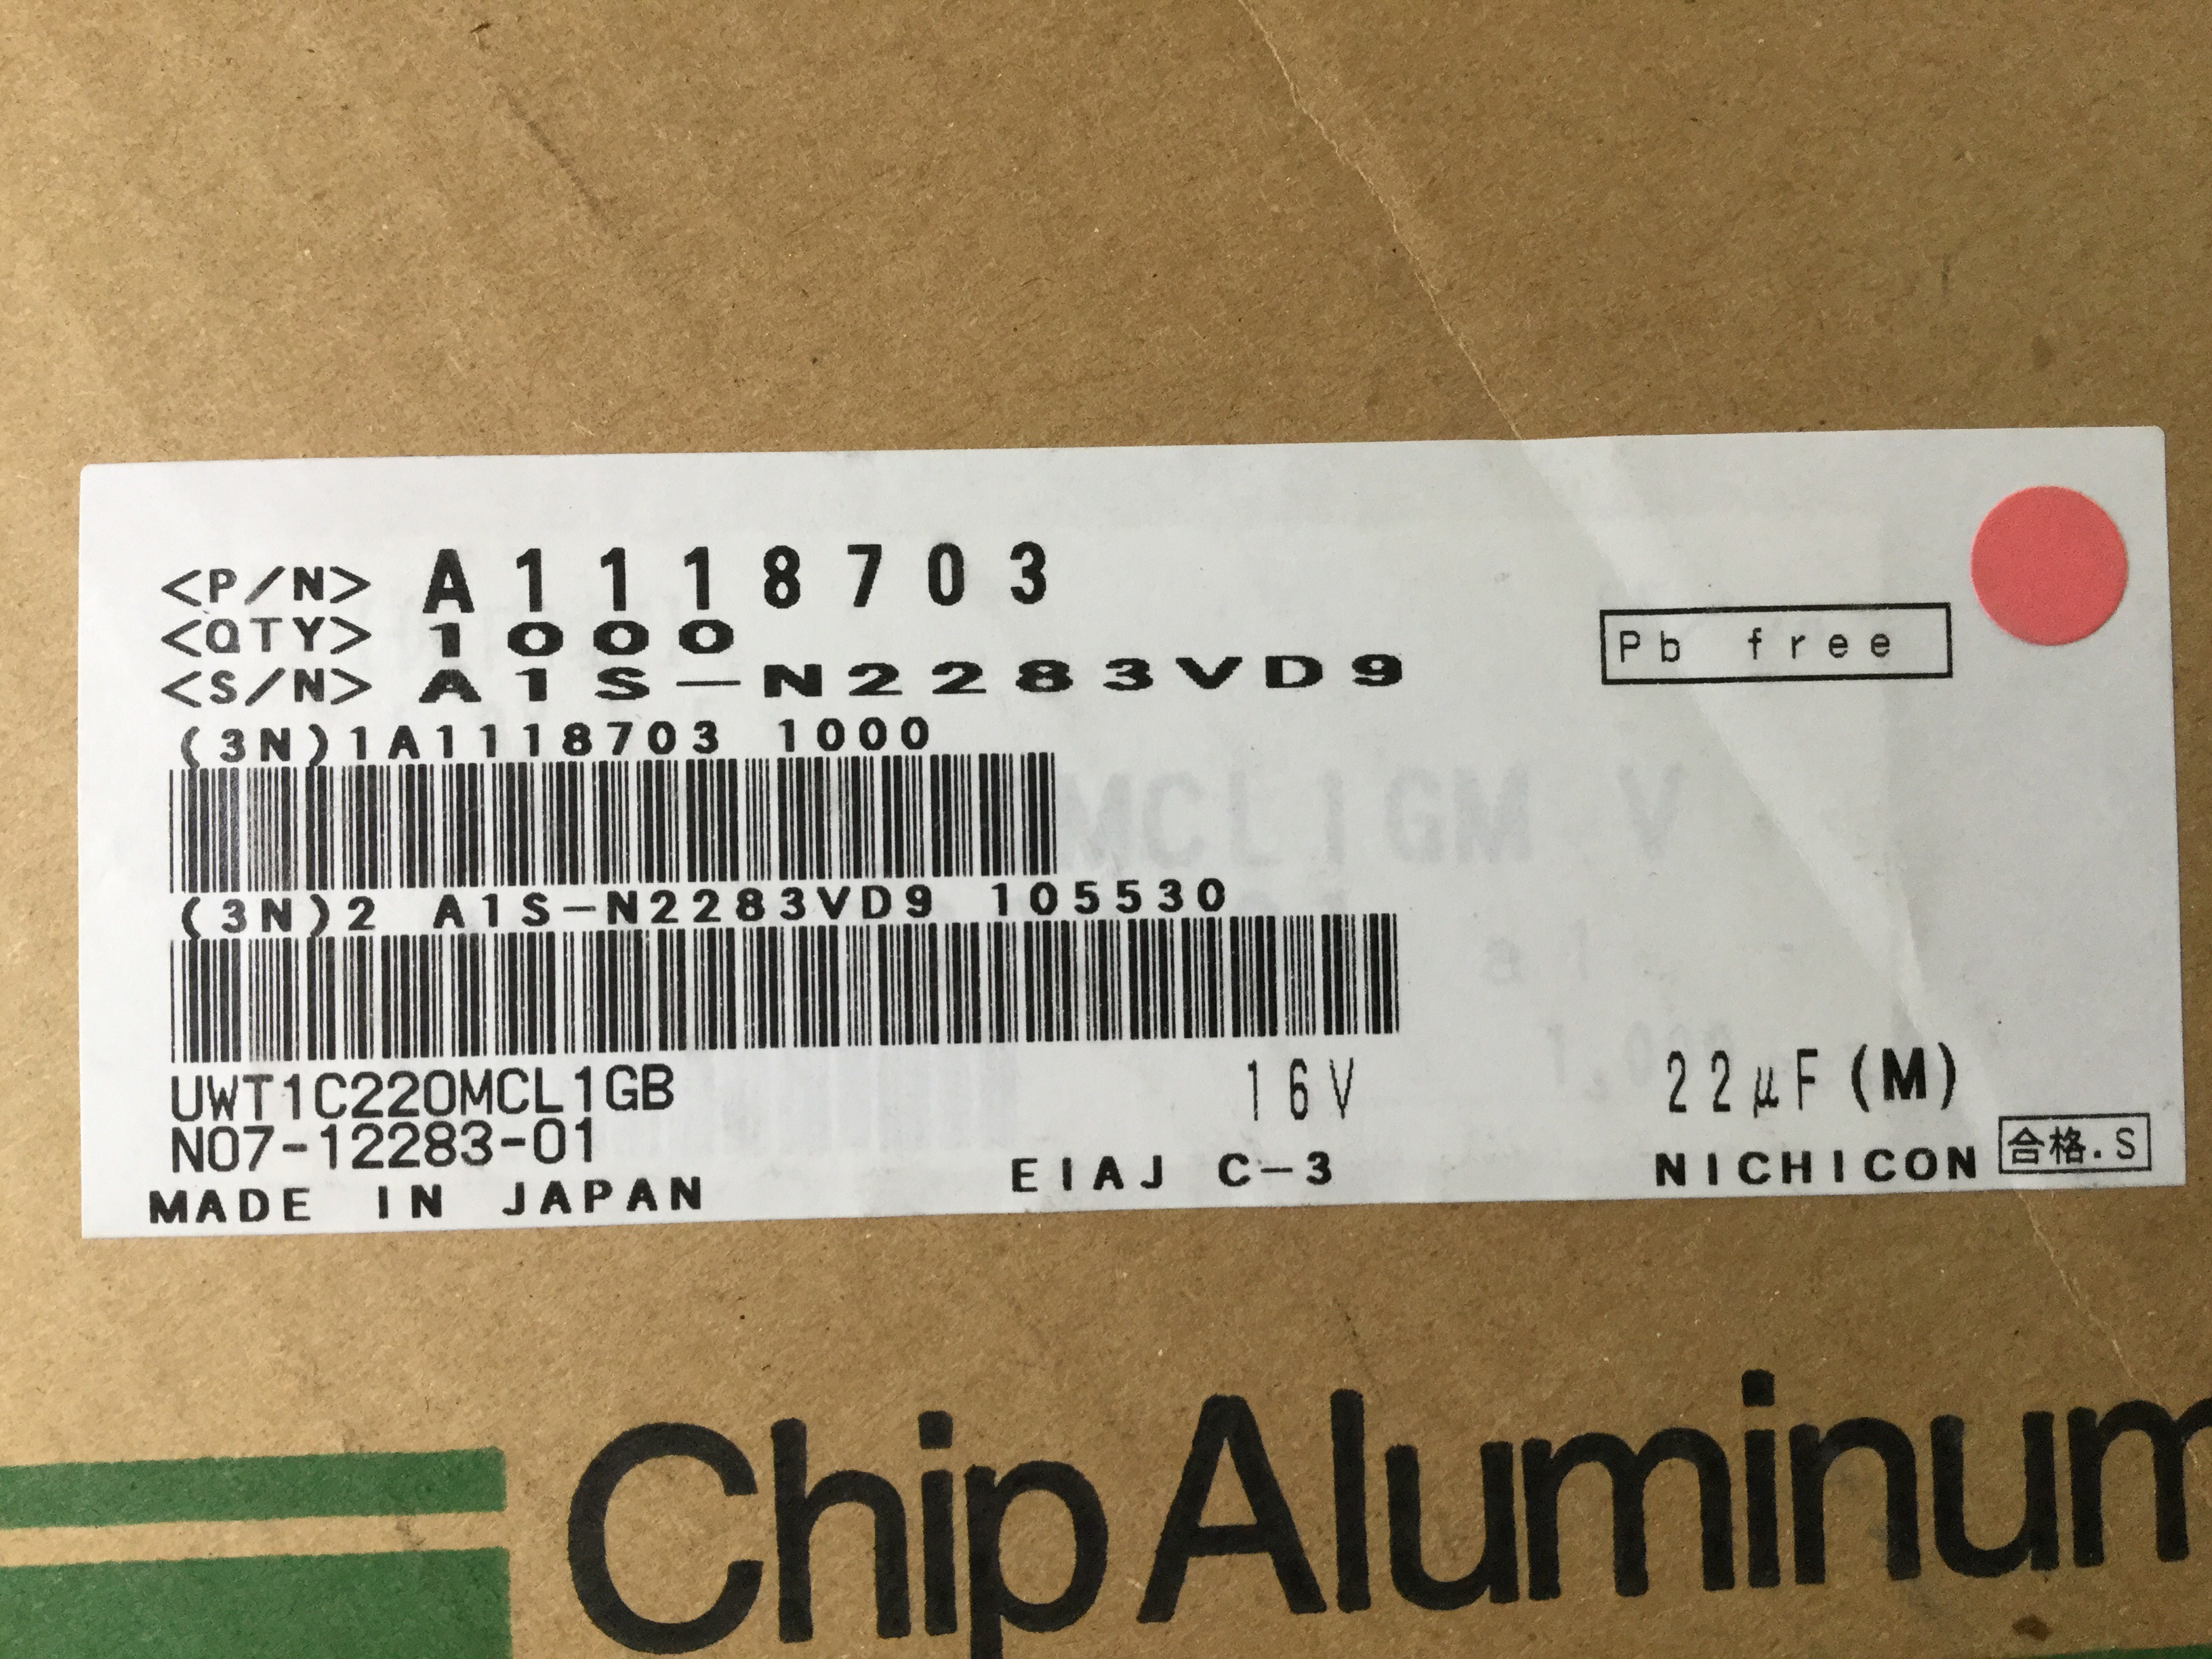 <P/N> A1118703
<QTY> 1000
<S/N> A1S-N2283VD9
Pb free
(3N)1A1118703 1000
(3N)2 A1S-N2283VD9 105530
UWT1C220MCL1GB 16V 22μF(M)
N07-12283-01
MADE IN JAPAN EIAJ C-3 NICHICON 合格.S
Chip Aluminum